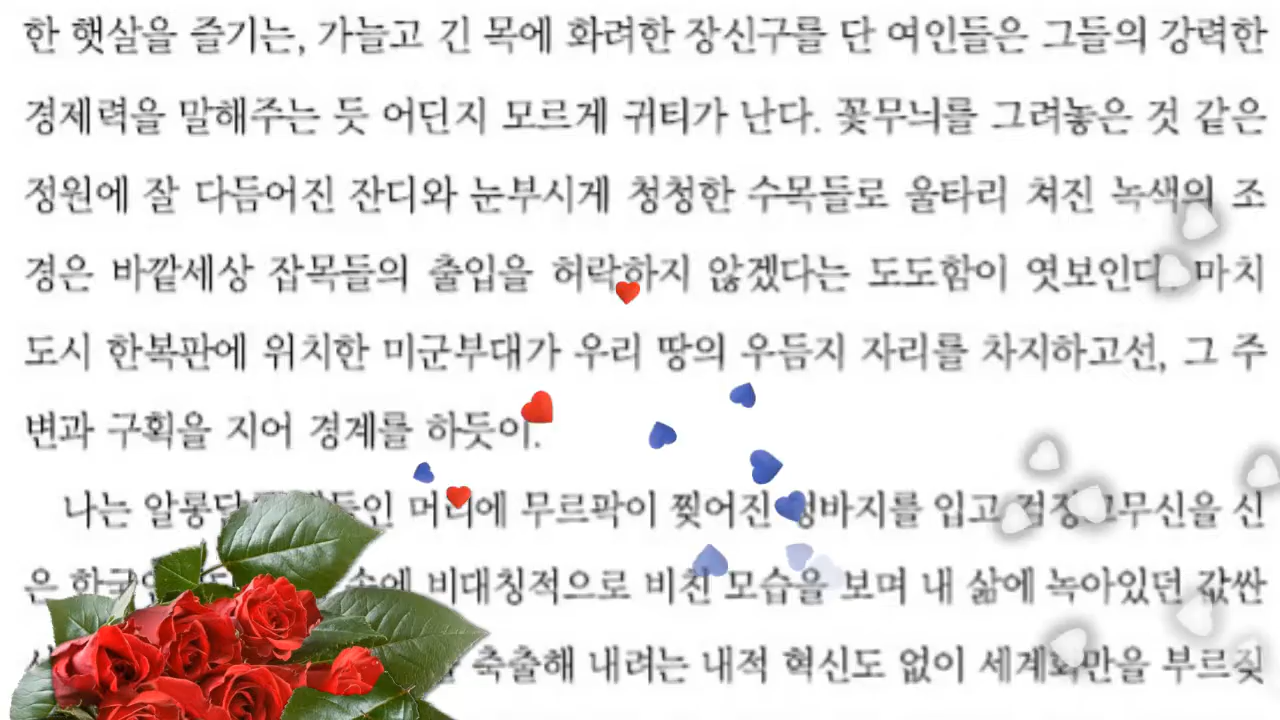 한 햇살을 즐기는, 가늘고 긴 목에 화려한 장신구를 단 여인들은 그들의 강력한
경제력을 말해주는 듯 어딘지 모르게 귀티가 난다. 꽃무늬를 그려놓은 것 같은
정원에 잘 다듬어진 잔디와 눈부시게 청청한 수목들로 울타리 쳐진 녹색의 조
경은 바깥세상 잡목들의 출입을 허락하지 않겠다는 도도함이 엿보인다. 마치
도시 한복판에 위치한 미군부대가 우리 땅의 우듬지 자리를 차지하고선, 그 주
변과 구획을 지어 경계를 하듯이.
나는 머리에 무르팍이 찢어진 입고 검정고무신을 신
은 비대칭적으로 비친 모습을 보며 내 삶에 녹아있던 값싼
축출해 내려는 내적 혁신도 없이 세계화만을 부르짖